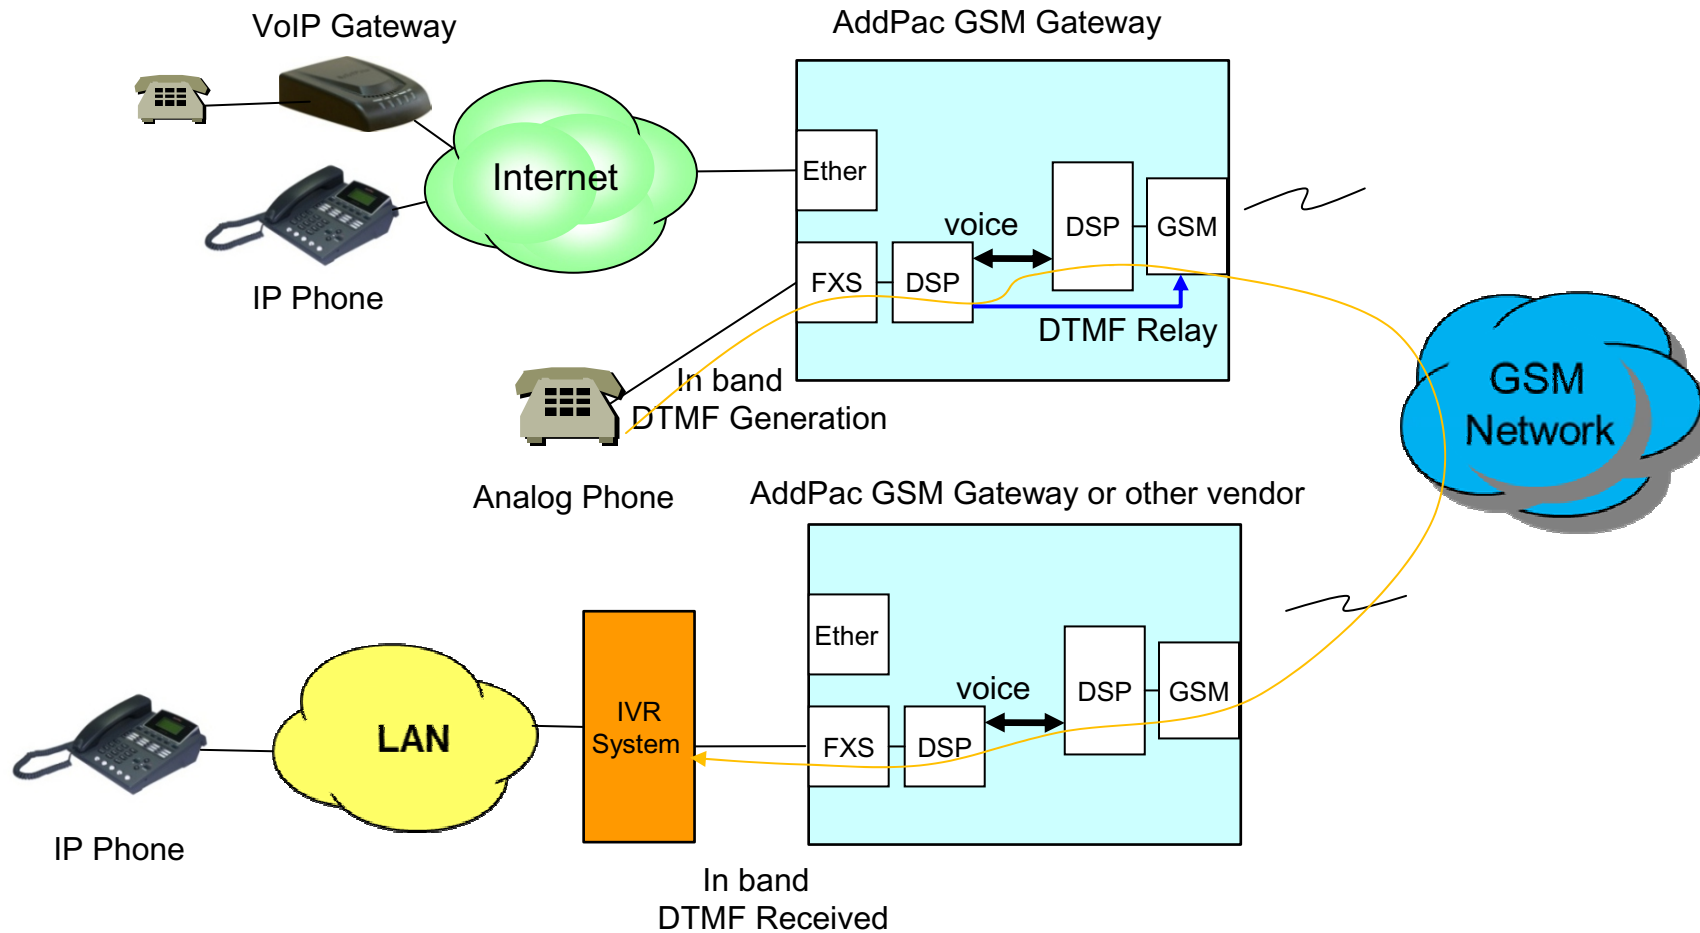 VoIP Gateway
AddPac GSM Gateway
Internet
Ether
IP Phone
voice
DSP
GSM
FXS
DSP
DTMF Relay
In band
DTMF Generation
Analog Phone
GSM
Network
AddPac GSM Gateway or other vendor
Ether
voice
DSP
GSM
FXS
DSP
IVR
System
LAN
IP Phone
In band
DTMF Received